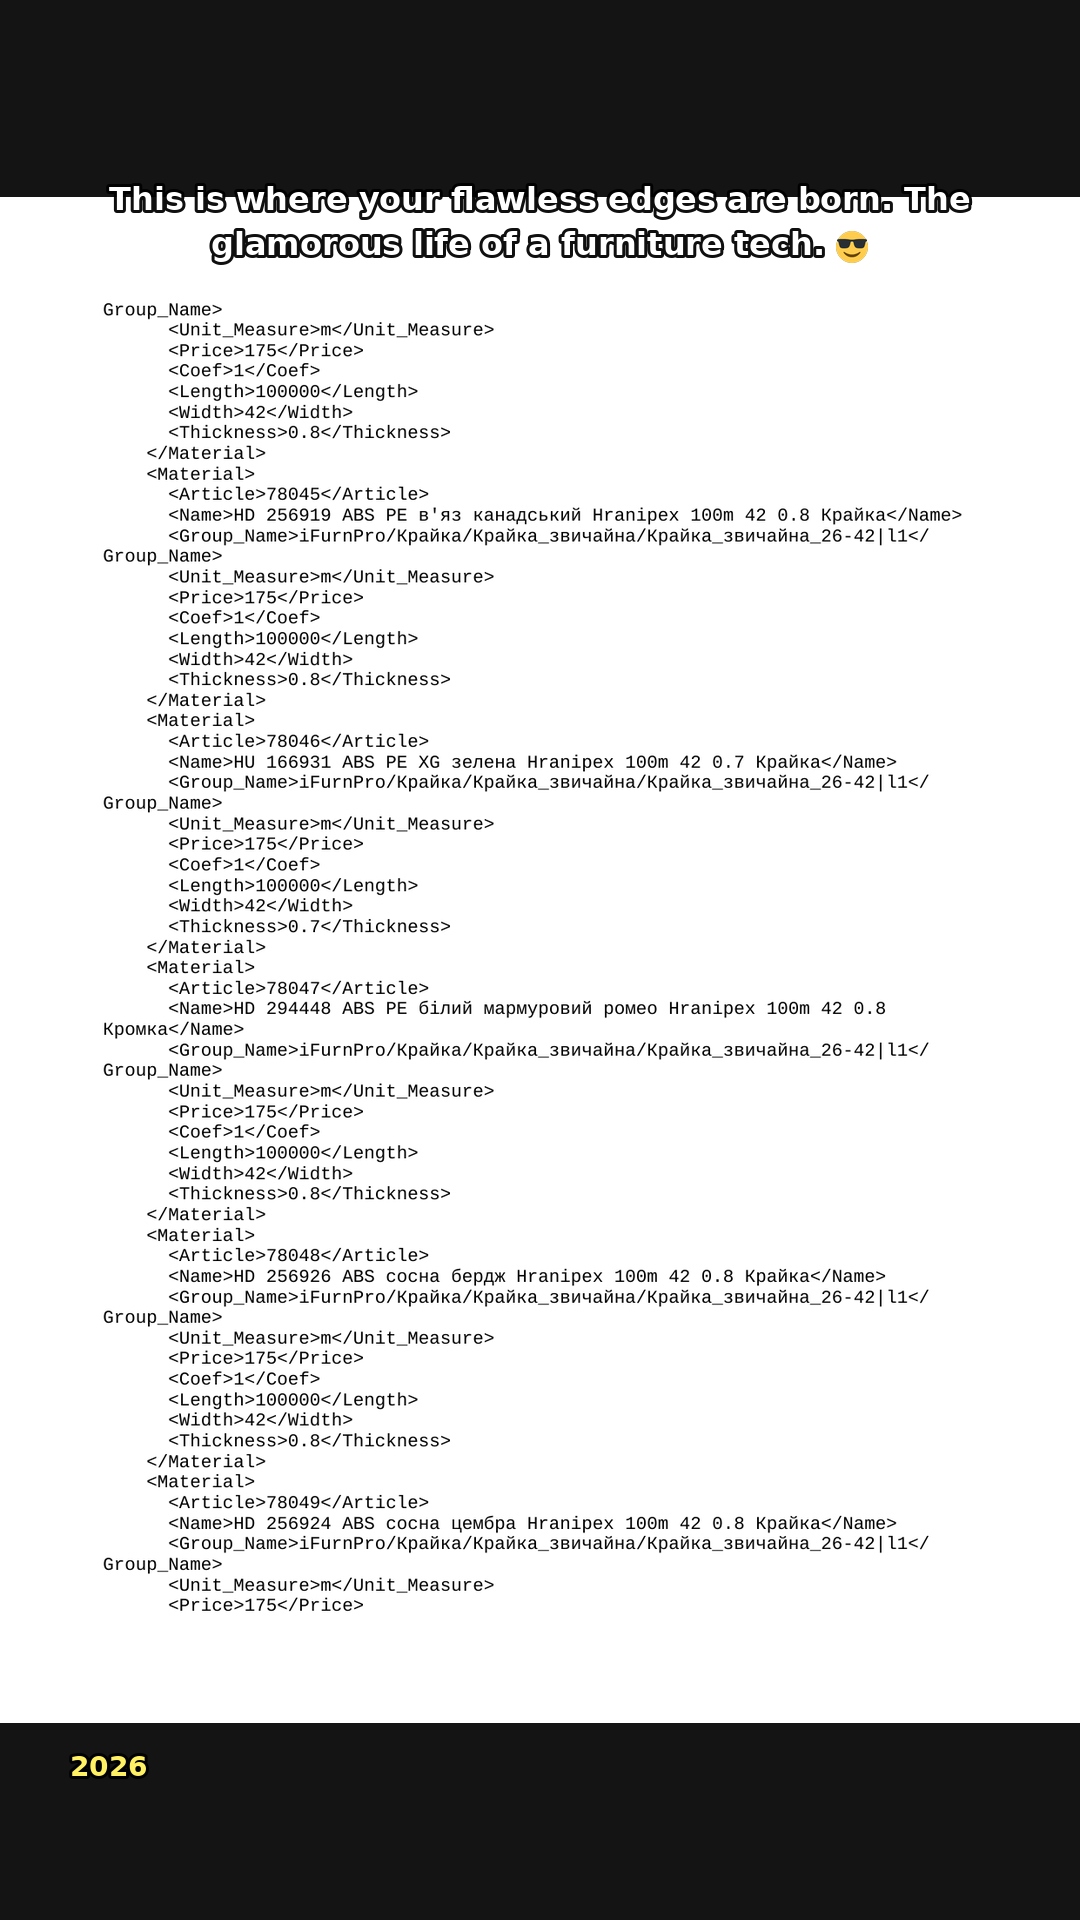 This is where your flawless edges are born. The
glamorous life of a furniture tech. 😎
Group_Name>
      <Unit_Measure>m</Unit_Measure>
      <Price>175</Price>
      <Coef>1</Coef>
      <Length>100000</Length>
      <Width>42</Width>
      <Thickness>0.8</Thickness>
    </Material>
    <Material>
      <Article>78045</Article>
      <Name>HD 256919 ABS PE в'яз канадський Hranipex 100m 42 0.8 Крайка</Name>
      <Group_Name>iFurnPro/Крайка/Крайка_звичайна/Крайка_звичайна_26-42|l1</
Group_Name>
      <Unit_Measure>m</Unit_Measure>
      <Price>175</Price>
      <Coef>1</Coef>
      <Length>100000</Length>
      <Width>42</Width>
      <Thickness>0.8</Thickness>
    </Material>
    <Material>
      <Article>78046</Article>
      <Name>HU 166931 ABS PE XG зелена Hranipex 100m 42 0.7 Крайка</Name>
      <Group_Name>iFurnPro/Крайка/Крайка_звичайна/Крайка_звичайна_26-42|l1</
Group_Name>
      <Unit_Measure>m</Unit_Measure>
      <Price>175</Price>
      <Coef>1</Coef>
      <Length>100000</Length>
      <Width>42</Width>
      <Thickness>0.7</Thickness>
    </Material>
    <Material>
      <Article>78047</Article>
      <Name>HD 294448 ABS PE білий мармуровий ромео Hranipex 100m 42 0.8
Кромка</Name>
      <Group_Name>iFurnPro/Крайка/Крайка_звичайна/Крайка_звичайна_26-42|l1</
Group_Name>
      <Unit_Measure>m</Unit_Measure>
      <Price>175</Price>
      <Coef>1</Coef>
      <Length>100000</Length>
      <Width>42</Width>
      <Thickness>0.8</Thickness>
    </Material>
    <Material>
      <Article>78048</Article>
      <Name>HD 256926 ABS сосна бердж Hranipex 100m 42 0.8 Крайка</Name>
      <Group_Name>iFurnPro/Крайка/Крайка_звичайна/Крайка_звичайна_26-42|l1</
Group_Name>
      <Unit_Measure>m</Unit_Measure>
      <Price>175</Price>
      <Coef>1</Coef>
      <Length>100000</Length>
      <Width>42</Width>
      <Thickness>0.8</Thickness>
    </Material>
    <Material>
      <Article>78049</Article>
      <Name>HD 256924 ABS сосна цембра Hranipex 100m 42 0.8 Крайка</Name>
      <Group_Name>iFurnPro/Крайка/Крайка_звичайна/Крайка_звичайна_26-42|l1</
Group_Name>
      <Unit_Measure>m</Unit_Measure>
      <Price>175</Price>
2026